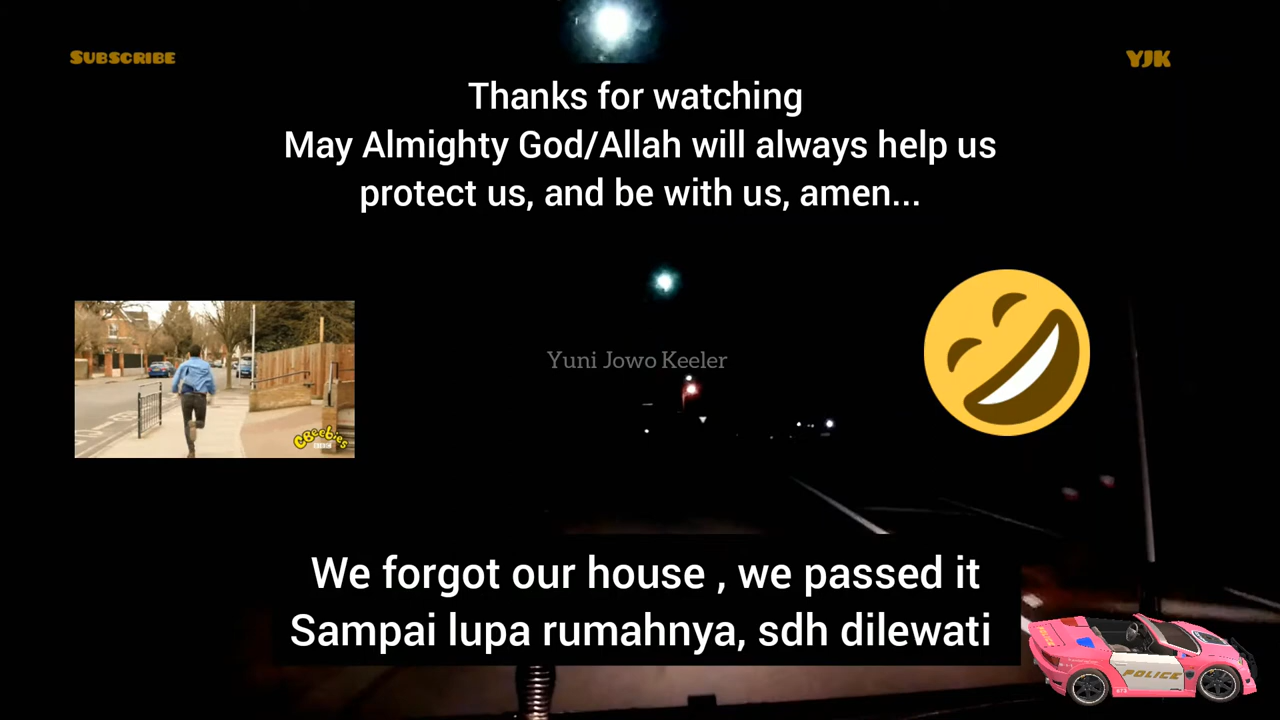 Subscribe
YJK
Thanks for watching
May Almighty God/Allah will always help us
protect us, and be with us, amen...
Yuni Jowo Keeler
CBeebies
BBC
We forgot our house , we passed it
Sampai lupa rumahnya, sdh dilewati
POLICE